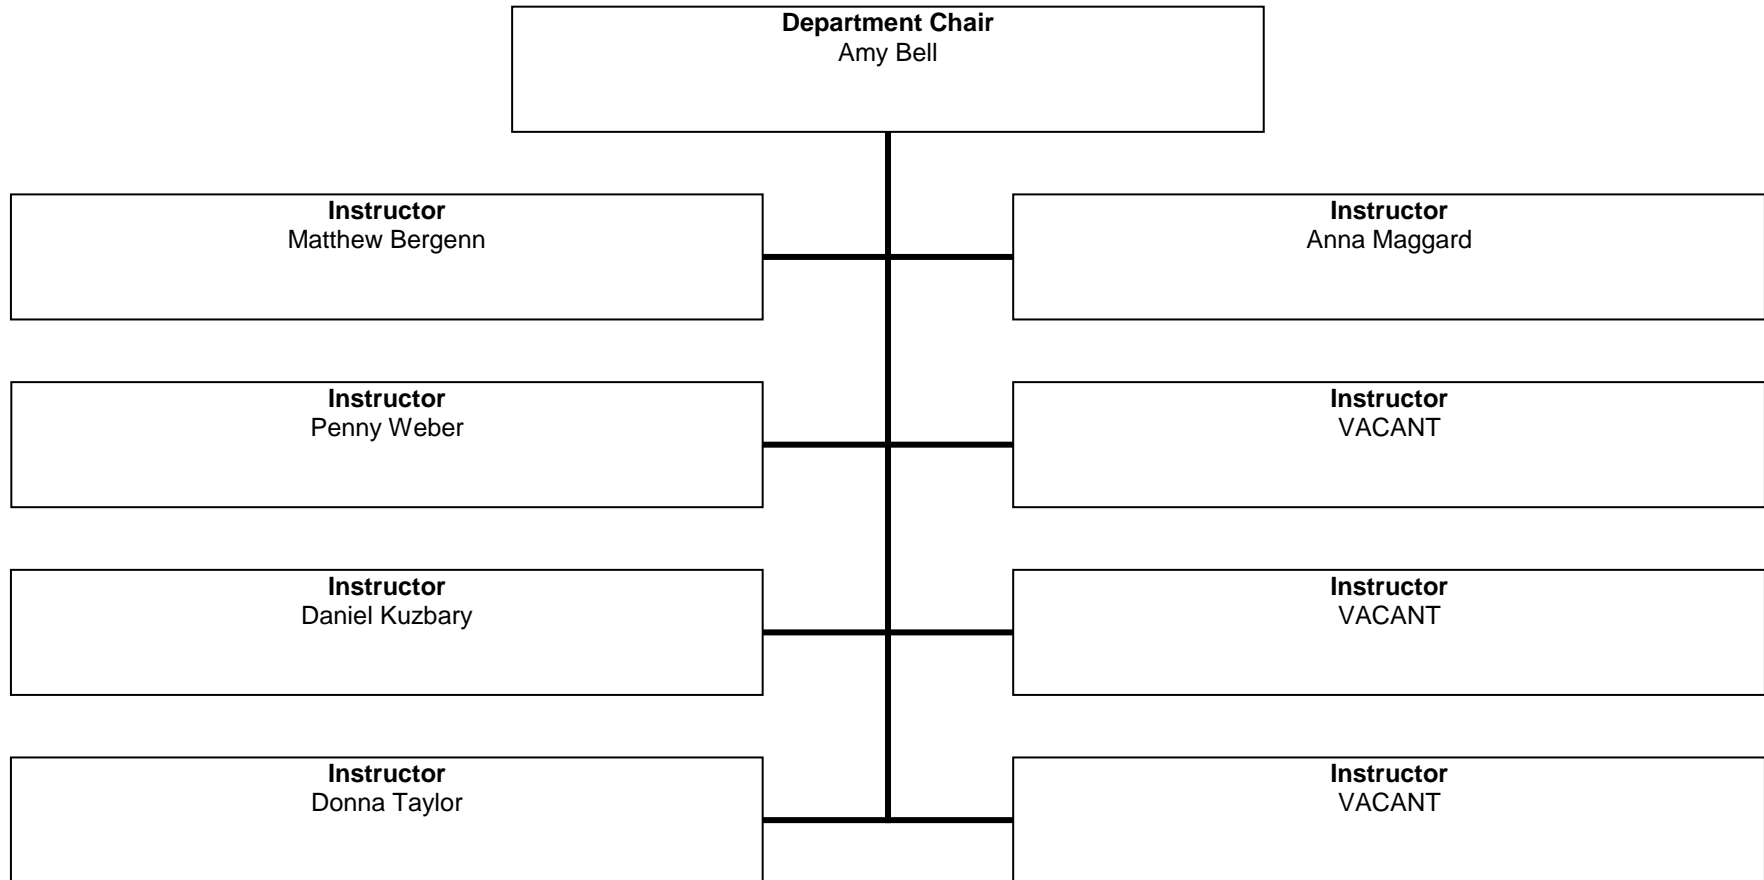 Department Chair
Amy Bell
Instructor
Matthew Bergenn
Instructor
Anna Maggard
Instructor
Penny Weber
Instructor
VACANT
Instructor
Daniel Kuzbary
Instructor
VACANT
Instructor
Donna Taylor
Instructor
VACANT